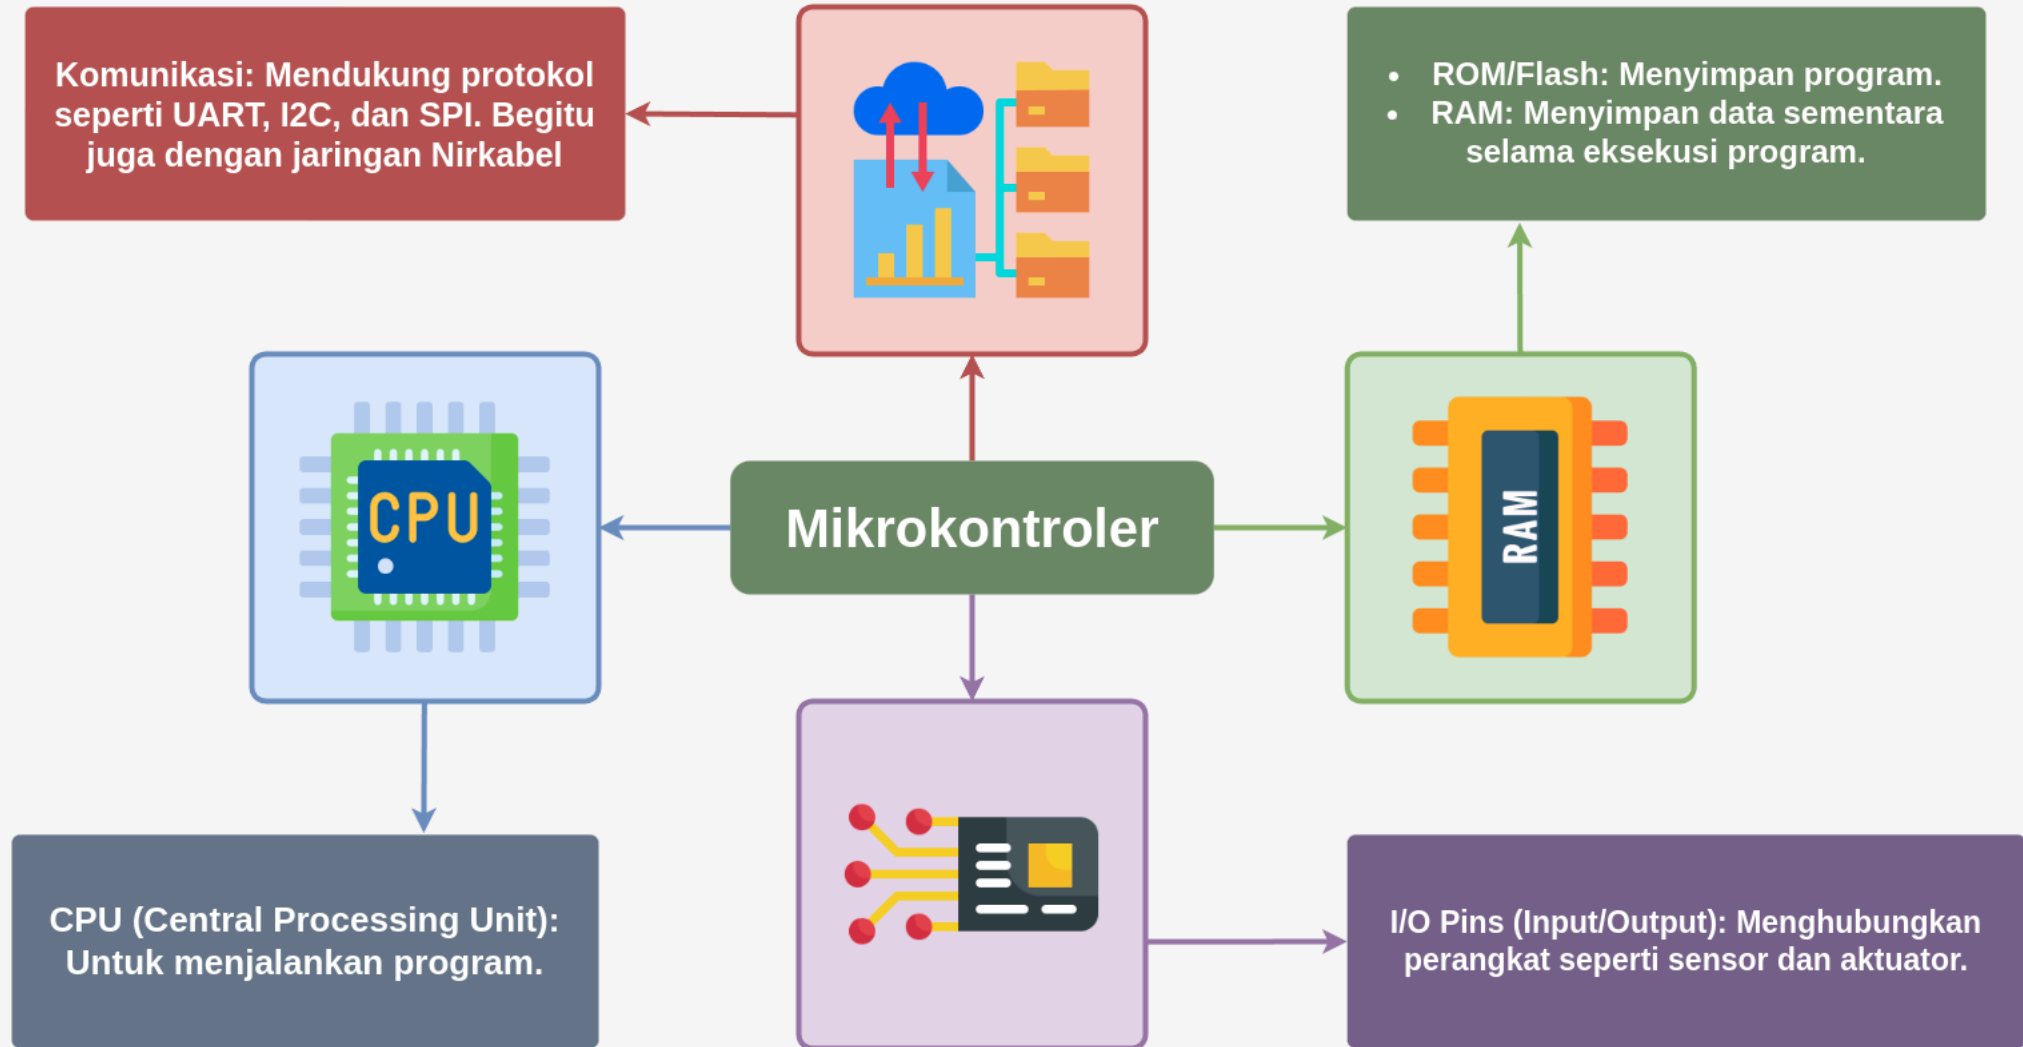 Komunikasi: Mendukung protokol
seperti UART, I2C, dan SPI. Begitu
juga dengan jaringan Nirkabel
• ROM/Flash: Menyimpan program.
• RAM: Menyimpan data sementara
selama eksekusi program.
CPU
Mikrokontroler
RAM
CPU (Central Processing Unit):
Untuk menjalankan program.
I/O Pins (Input/Output): Menghubungkan
perangkat seperti sensor dan aktuator.